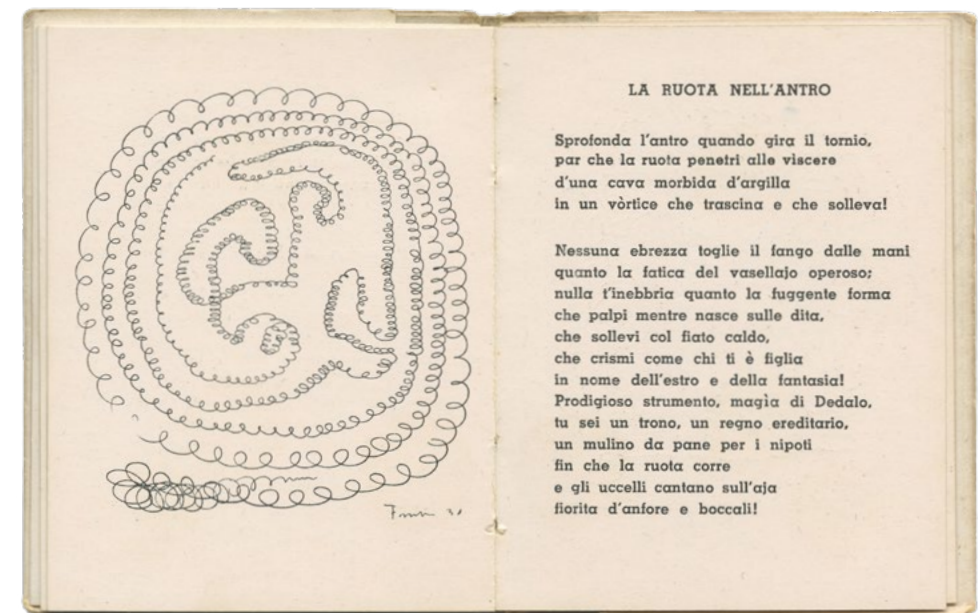 LA RUOTA NELL'ANTRO
Sprofonda l'antro quando gira il tornio,
par che la ruota penetri alle viscere
d'una cava morbida d'argilla
in un vòrtice che trascina e che solleva!
Nessuna ebrezza toglie il fango dalle mani
quanto la fatica del vasellajo operoso;
nulla t'inebbria quanto la fuggente forma
che palpi mentre nasce sulle dita,
che sollevi col fiato caldo,
che crismi come chi ti è figlia
in nome dell'estro e della fantasia!
Prodigioso strumento, magìa di Dedalo,
tu sei un trono, un regno ereditario,
un mulino da pane per i nipoti
fin che la ruota corre
e gli uccelli cantano sull'aja
fiorita d'anfore e boccali!